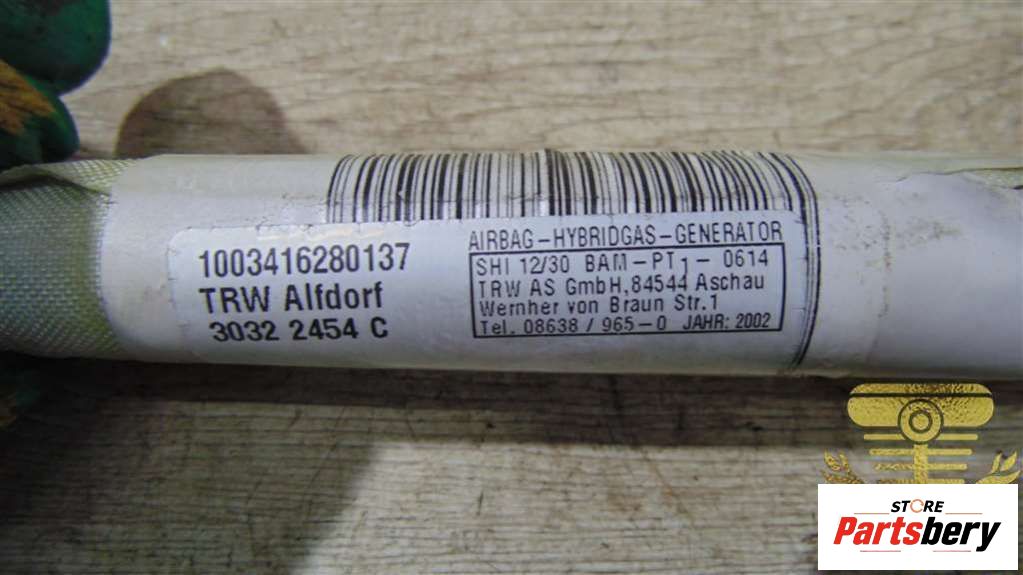 1003416280137
TRW Alfdorf
3032 2454 C
AIRBAG-HYBRIDGAS-GENERATOR
SHI 12/30 BAM-PT1-0614
TRW AS GmbH,84544 Aschau
Wernher von Braun Str.1
Tel. 08638 / 965-0 JAHR: 2002
STORE
Partsbery